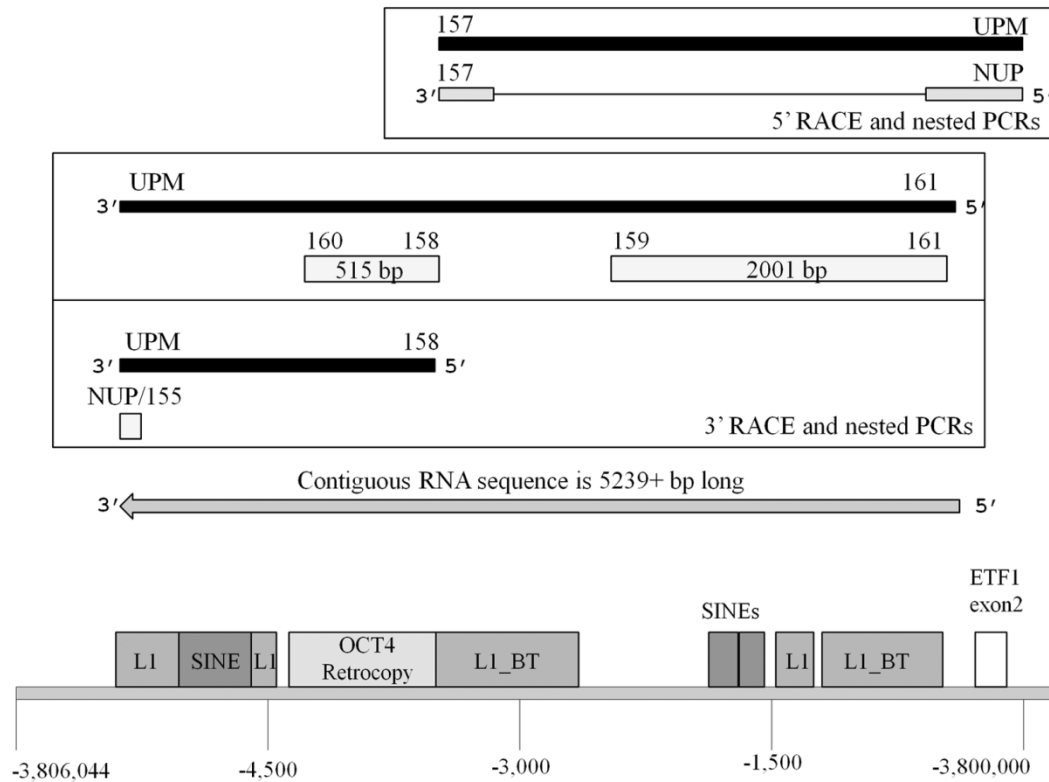 157 UPM
157 NUP
3' 5'
5' RACE and nested PCRs
UPM 161
3' 5'
160 158 159 161
515 bp 2001 bp
UPM 158
3' 5'
NUP/155
3' RACE and nested PCRs
Contiguous RNA sequence is 5239+ bp long
3' 5'
ETF1
exon2
SINEs
L1 SINE L1 OCT4 Retrocopy L1_BT L1 L1_BT
-3,806,044 -4,500 -3,000 -1,500 -3,800,000